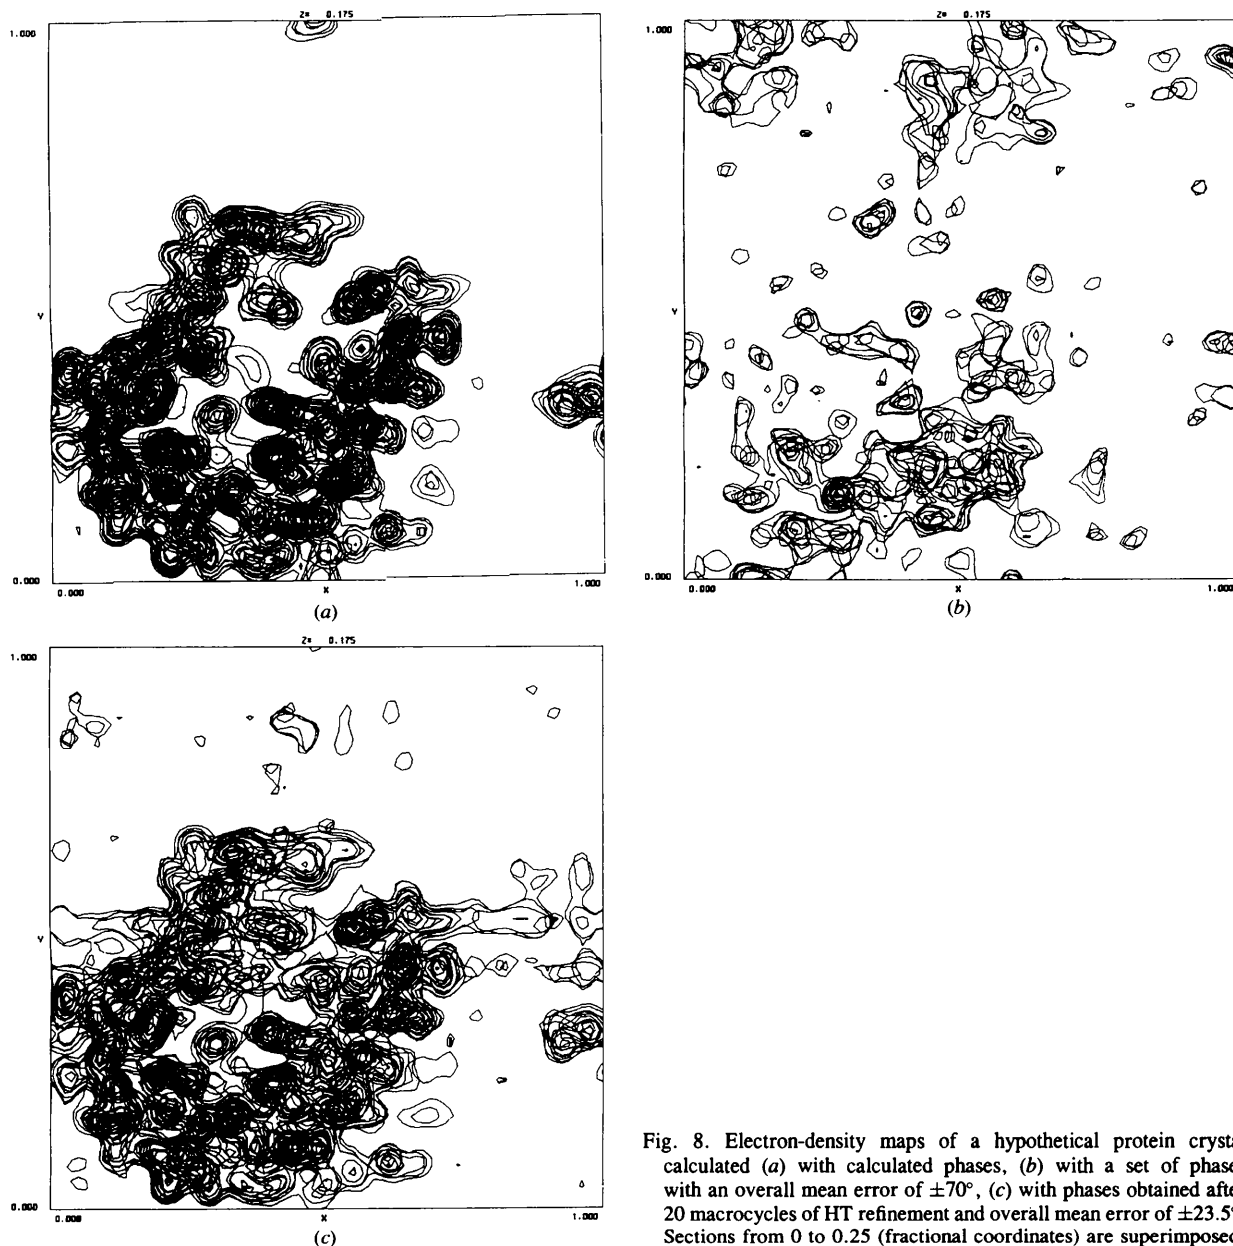 Z= 0.175
1.000
Y
0.000
0.000
X
1.000
(a)
Z= 0.175
1.000
Y
0.000
0.000
X
1.000
(b)
Z= 0.175
1.000
Y
0.000
0.000
X
1.000
(c)
Fig. 8. Electron-density maps of a hypothetical protein crysta
calculated (a) with calculated phases, (b) with a set of phase
with an overall mean error of ±70°, (c) with phases obtained afte
20 macrocycles of HT refinement and overall mean error of ±23.5°
Sections from 0 to 0.25 (fractional coordinates) are superimposed